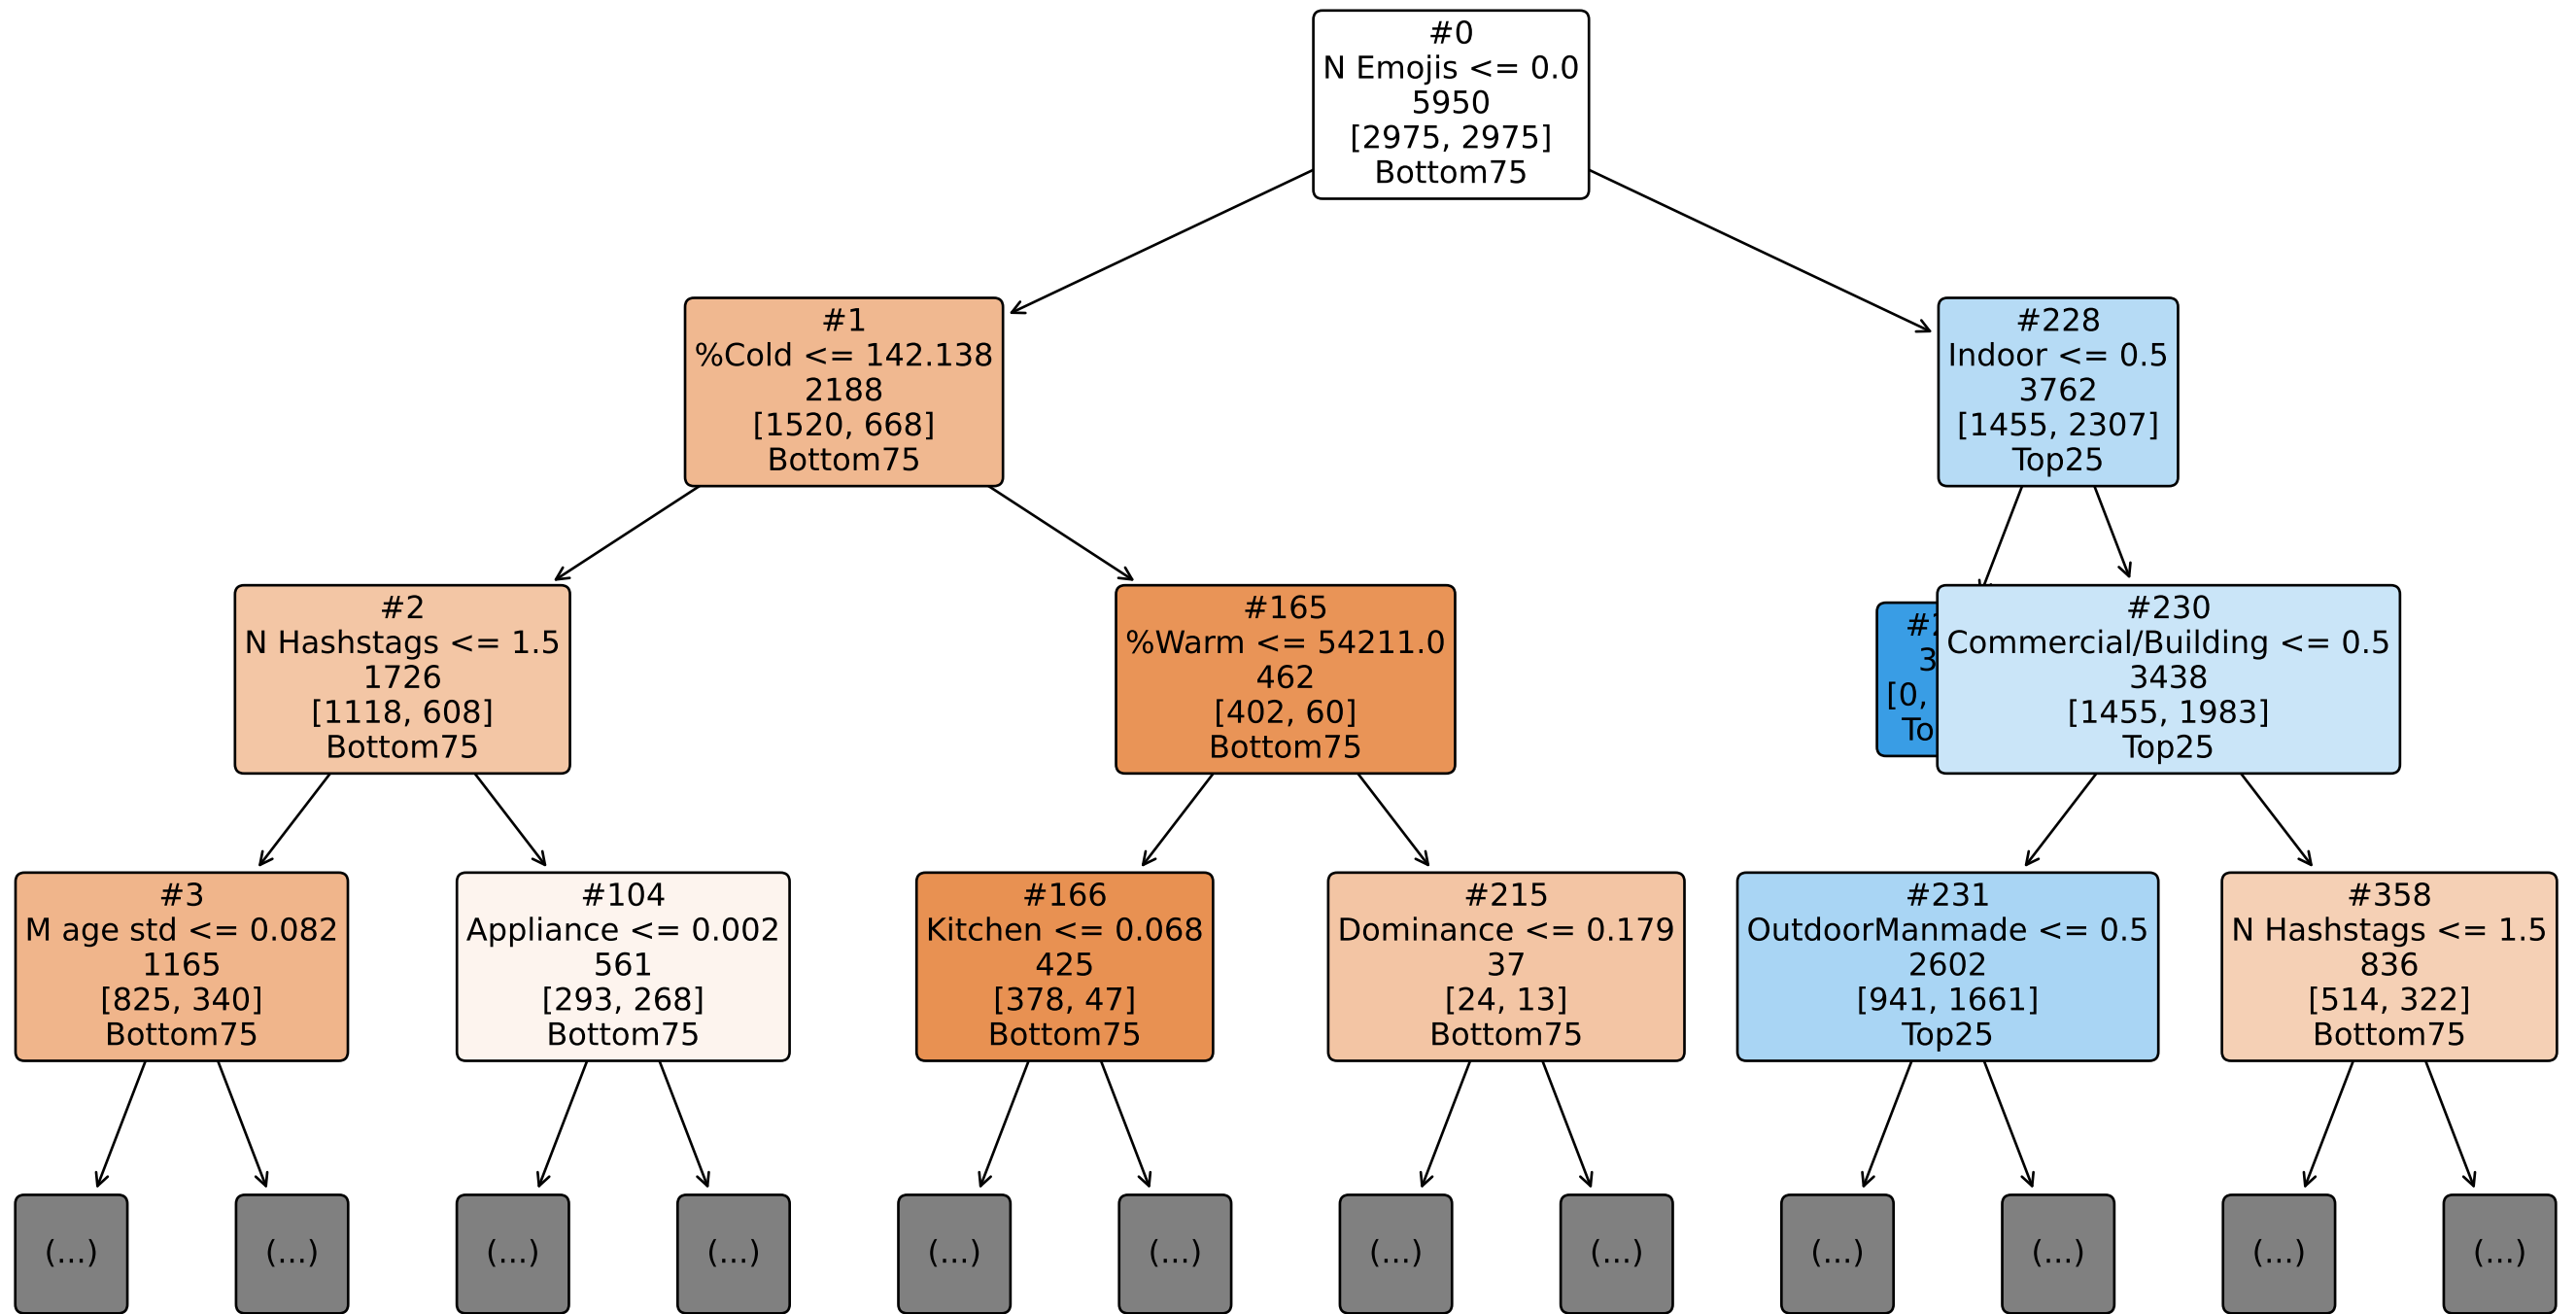 #0
N Emojis <= 0.0
5950
[2975, 2975]
Bottom75
#1
%Cold <= 142.138
2188
[1520, 668]
Bottom75
#228
Indoor <= 0.5
3762
[1455, 2307]
Top25
#2
N Hashstags <= 1.5
1726
[1118, 608]
Bottom75
#165
%Warm <= 54211.0
462
[402, 60]
Bottom75
[0,
#230
Commercial/Building <= 0.5
3438
[1455, 1983]
Top25
#3
M age std <= 0.082
1165
[825, 340]
Bottom75
#104
Appliance <= 0.002
561
[293, 268]
Bottom75
#166
Kitchen <= 0.068
425
[378, 47]
Bottom75
#215
Dominance <= 0.179
37
[24, 13]
Bottom75
#231
OutdoorManmade <= 0.5
2602
[941, 1661]
Top25
#358
N Hashstags <= 1.5
836
[514, 322]
Bottom75
(...)
(...)
(...)
(...)
(...)
(...)
(...)
(...)
(...)
(...)
(...)
(...)